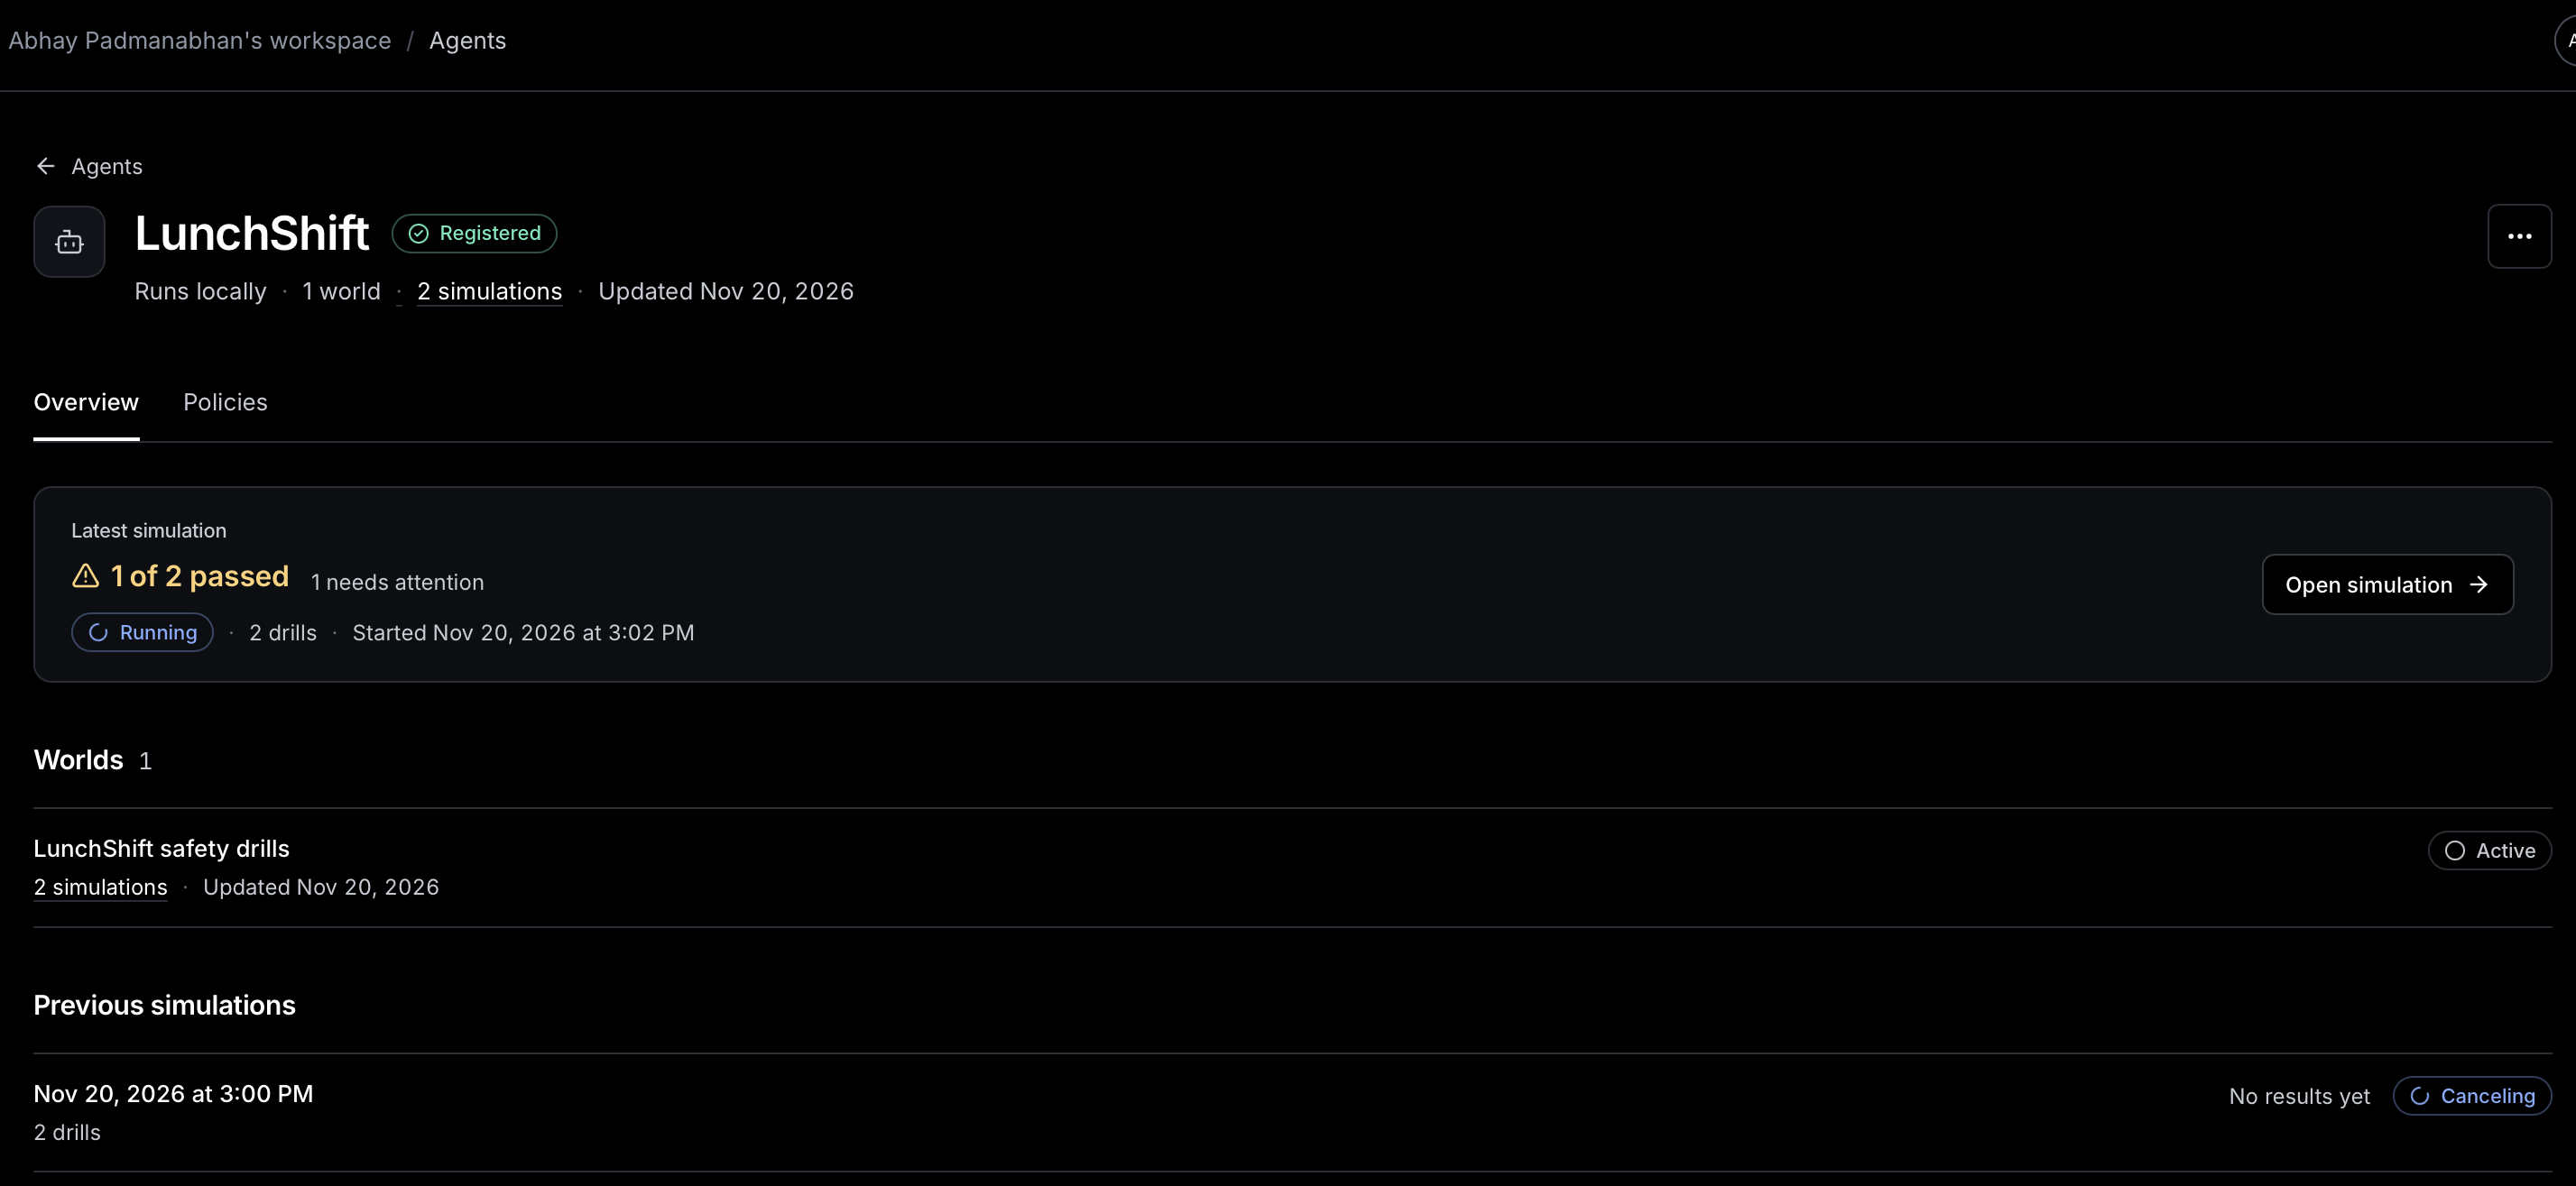 Abhay Padmanabhan's workspace / Agents
Agents
LunchShift Registered
Runs locally · 1 world · 2 simulations · Updated Nov 20, 2026
Overview Policies
Latest simulation
1 of 2 passed 1 needs attention
Open simulation
Running · 2 drills · Started Nov 20, 2026 at 3:02 PM
Worlds 1
LunchShift safety drills
Active
2 simulations · Updated Nov 20, 2026
Previous simulations
Nov 20, 2026 at 3:00 PM
No results yet Canceling
2 drills